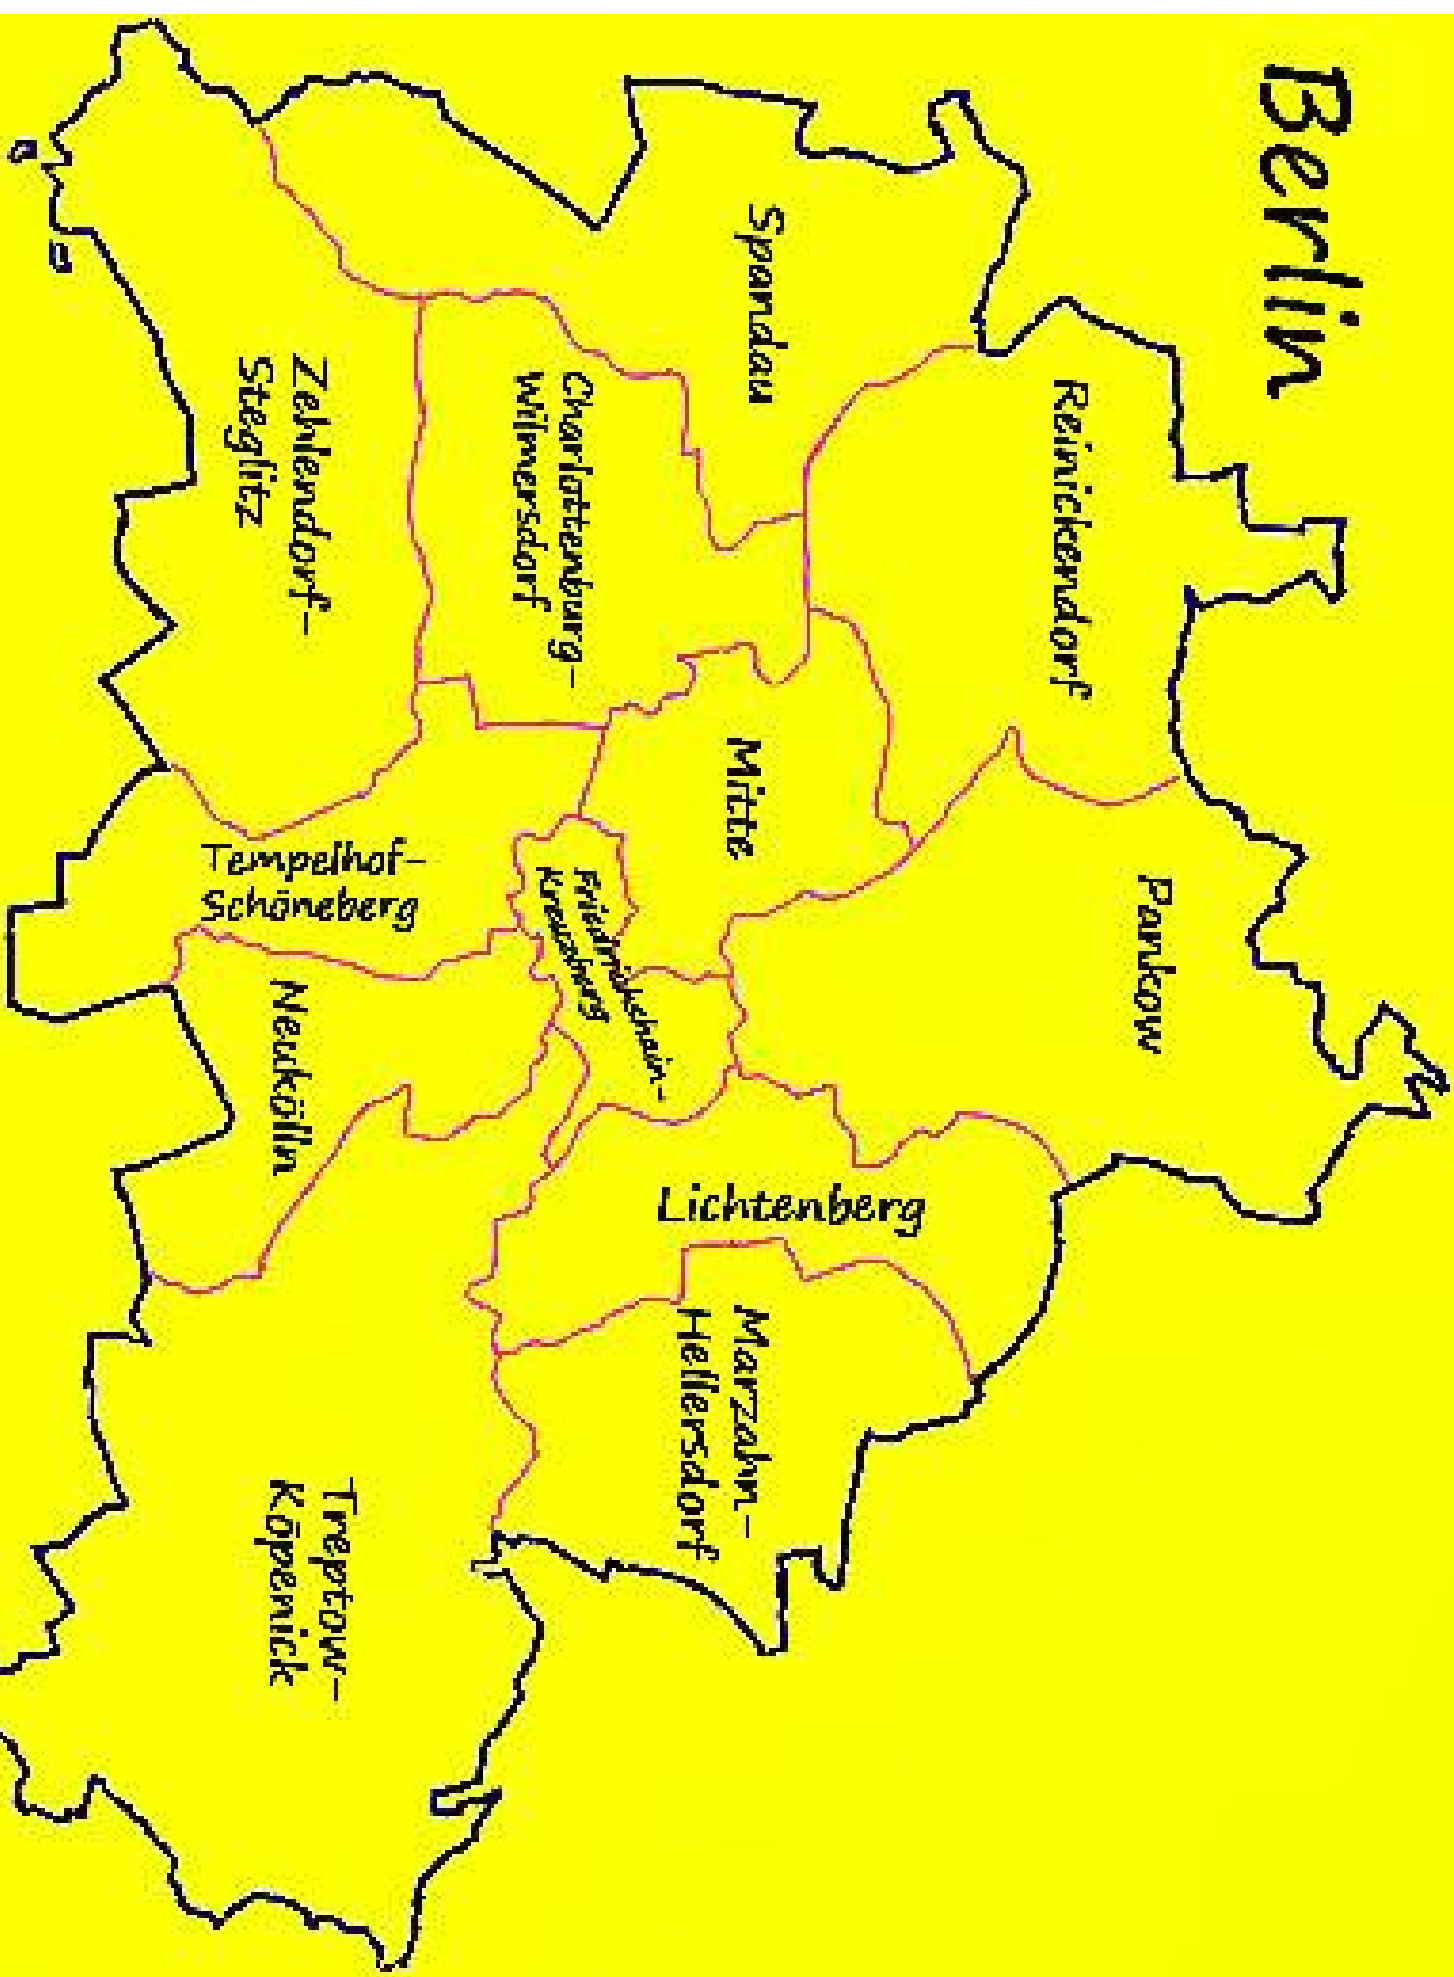 Berlin
Reinickendorf
Pankow
Spandau
Mitte
Charlottenburg-
Wilmersdorf
Friedrichshain-
Kreuzberg
Lichtenberg
Marzahn-
Hellersdorf
Zehlendorf-
Steglitz
Tempelhof-
Schöneberg
Neukölln
Treptow-
Köpenick